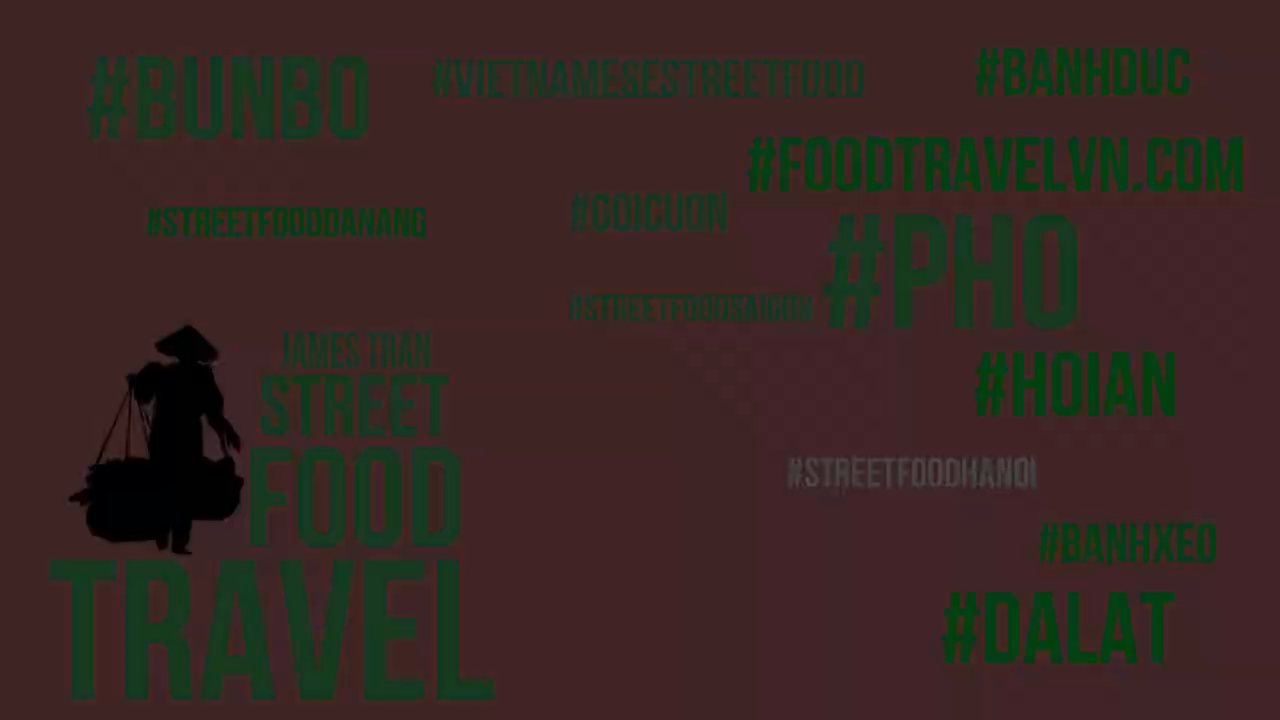 #BUNBO
#VIETNAMESESTREETFOOD
#BANHDUC
#FOODTRAVELVN.COM
#STREETFOODDANANG
#GOICUON
#PHO
#STREETFOODSAIGON
JAMES TRAN
STREET
FOOD
TRAVEL
#HOIAN
#STREETFOODHANOI
#BANHXEO
#DALAT